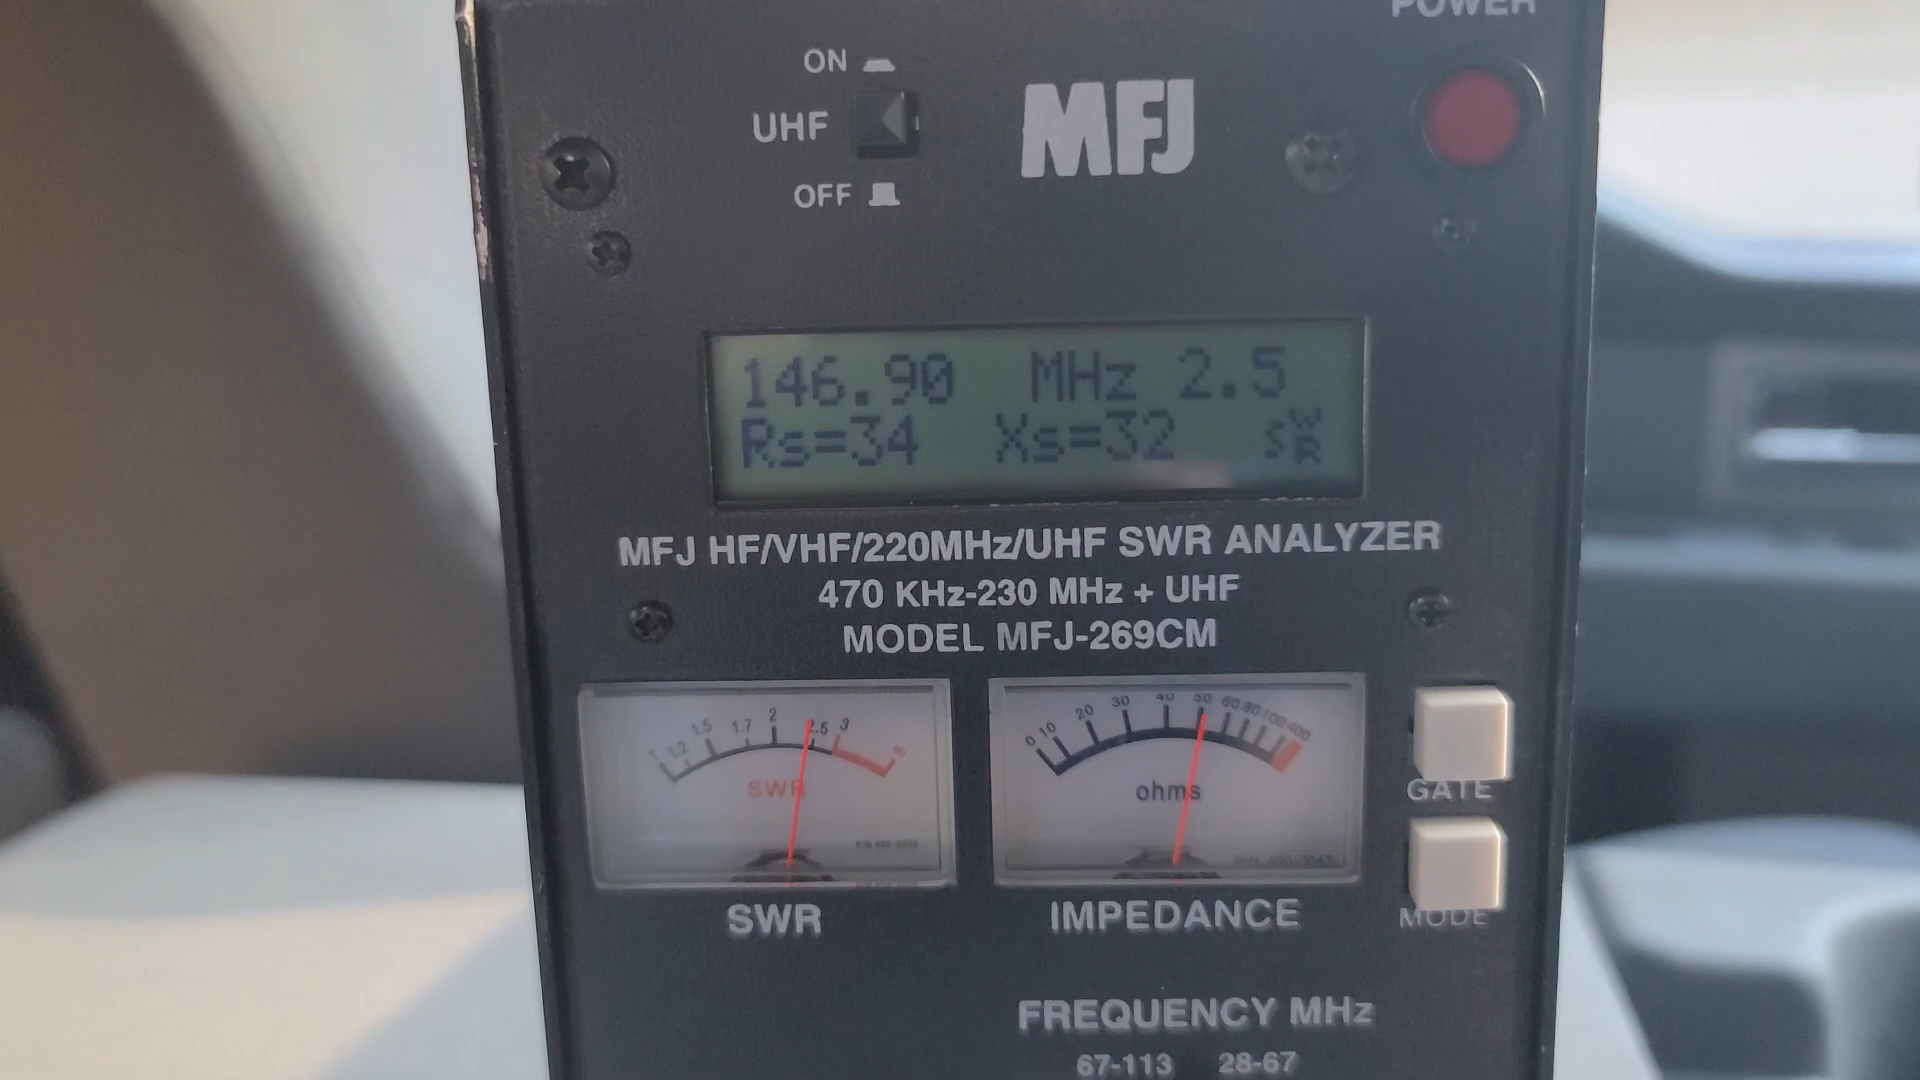 POWER
ON
UHF
OFF
MFJ
146.90 MHz 2.5
Rs=34 Xs=32 SWR
MFJ HF/VHF/220MHz/UHF SWR ANALYZER
470 KHz-230 MHz + UHF
MODEL MFJ-269CM
1 1.2 1.5 1.7 2 2.5 3 ∞
SWR
0 10 20 30 40 50 60 80 100 400
ohms
GATE
MODE
SWR
IMPEDANCE
FREQUENCY MHz
67-113 28-67